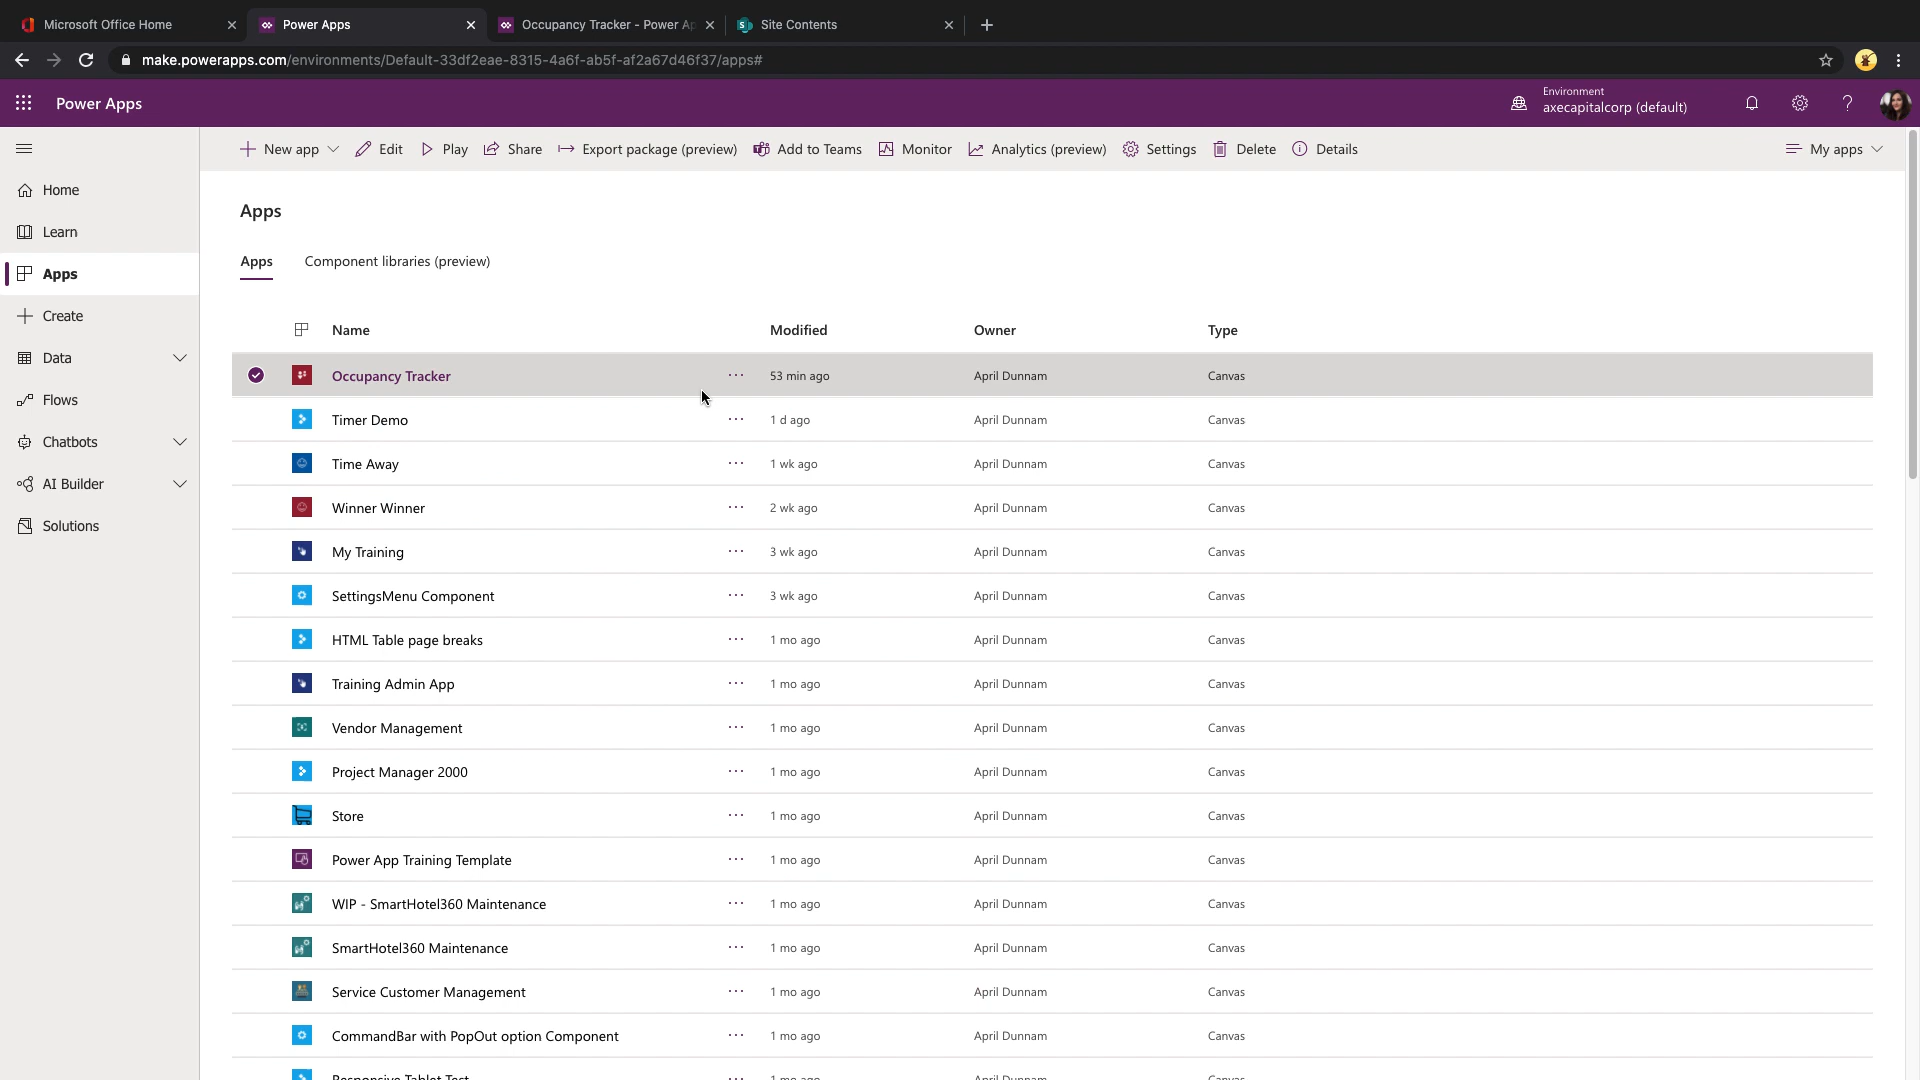 Microsoft Office Home
Power Apps
Occupancy Tracker - Power Ap
Site Contents
make.powerapps.com/environments/Default-33df2eae-8315-4a6f-ab5f-af2a67d46f37/apps#
Power Apps
Environment
axecapitalcorp (default)
New app
Edit
Play
Share
Export package (preview)
Add to Teams
Monitor
Analytics (preview)
Settings
Delete
Details
My apps
Home
Learn
Apps
Create
Data
Flows
Chatbots
AI Builder
Solutions
Apps
Apps Component libraries (preview)
Name Modified Owner Type
Occupancy Tracker ... 53 min ago April Dunnam Canvas
Timer Demo ... 1 d ago April Dunnam Canvas
Time Away ... 1 wk ago April Dunnam Canvas
Winner Winner ... 2 wk ago April Dunnam Canvas
My Training ... 3 wk ago April Dunnam Canvas
SettingsMenu Component ... 3 wk ago April Dunnam Canvas
HTML Table page breaks ... 1 mo ago April Dunnam Canvas
Training Admin App ... 1 mo ago April Dunnam Canvas
Vendor Management ... 1 mo ago April Dunnam Canvas
Project Manager 2000 ... 1 mo ago April Dunnam Canvas
Store ... 1 mo ago April Dunnam Canvas
Power App Training Template ... 1 mo ago April Dunnam Canvas
WIP - SmartHotel360 Maintenance ... 1 mo ago April Dunnam Canvas
SmartHotel360 Maintenance ... 1 mo ago April Dunnam Canvas
Service Customer Management ... 1 mo ago April Dunnam Canvas
CommandBar with PopOut option Component ... 1 mo ago April Dunnam Canvas
Responsive Tablet Test ... 1 mo ago April Dunnam Canvas